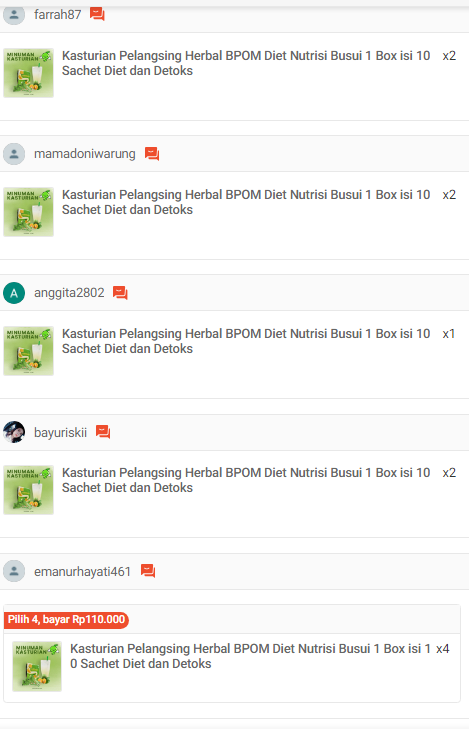 farrah87
MINUMAN
KASTURIAN
Kasturian Pelangsing Herbal BPOM Diet Nutrisi Busui 1 Box isi 10 x2
Sachet Diet dan Detoks
mamadoniwarung
MINUMAN
KASTURIAN
Kasturian Pelangsing Herbal BPOM Diet Nutrisi Busui 1 Box isi 10 x2
Sachet Diet dan Detoks
A anggita2802
MINUMAN
KASTURIAN
Kasturian Pelangsing Herbal BPOM Diet Nutrisi Busui 1 Box isi 10 x1
Sachet Diet dan Detoks
bayuriskii
MINUMAN
KASTURIAN
Kasturian Pelangsing Herbal BPOM Diet Nutrisi Busui 1 Box isi 10 x2
Sachet Diet dan Detoks
emanurhayati461
Pilih 4, bayar Rp110.000
MINUMAN
KASTURIAN
Kasturian Pelangsing Herbal BPOM Diet Nutrisi Busui 1 Box isi 1 x4
0 Sachet Diet dan Detoks